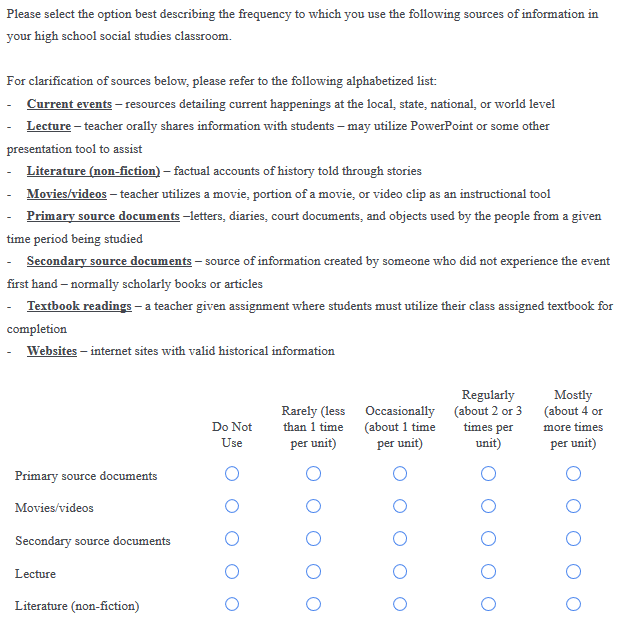 Please select the option best describing the frequency to which you use the following sources of information in
your high school social studies classroom.
For clarification of sources below, please refer to the following alphabetized list:
- Current events – resources detailing current happenings at the local, state, national, or world level
- Lecture – teacher orally shares information with students – may utilize PowerPoint or some other
presentation tool to assist
- Literature (non-fiction) – factual accounts of history told through stories
- Movies/videos – teacher utilizes a movie, portion of a movie, or video clip as an instructional tool
- Primary source documents –letters, diaries, court documents, and objects used by the people from a given
time period being studied
- Secondary source documents – source of information created by someone who did not experience the event
first hand – normally scholarly books or articles
- Textbook readings – a teacher given assignment where students must utilize their class assigned textbook for
completion
- Websites – internet sites with valid historical information
Do Not
Use
Rarely (less
than 1 time
per unit)
Occasionally
(about 1 time
per unit)
Regularly
(about 2 or 3
times per
unit)
Mostly
(about 4 or
more times
per unit)
Primary source documents
Movies/videos
Secondary source documents
Lecture
Literature (non-fiction)